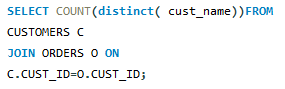 SELECT COUNT(distinct( cust_name))FROM
CUSTOMERS C
JOIN ORDERS O ON
C.CUST_ID=O.CUST_ID;